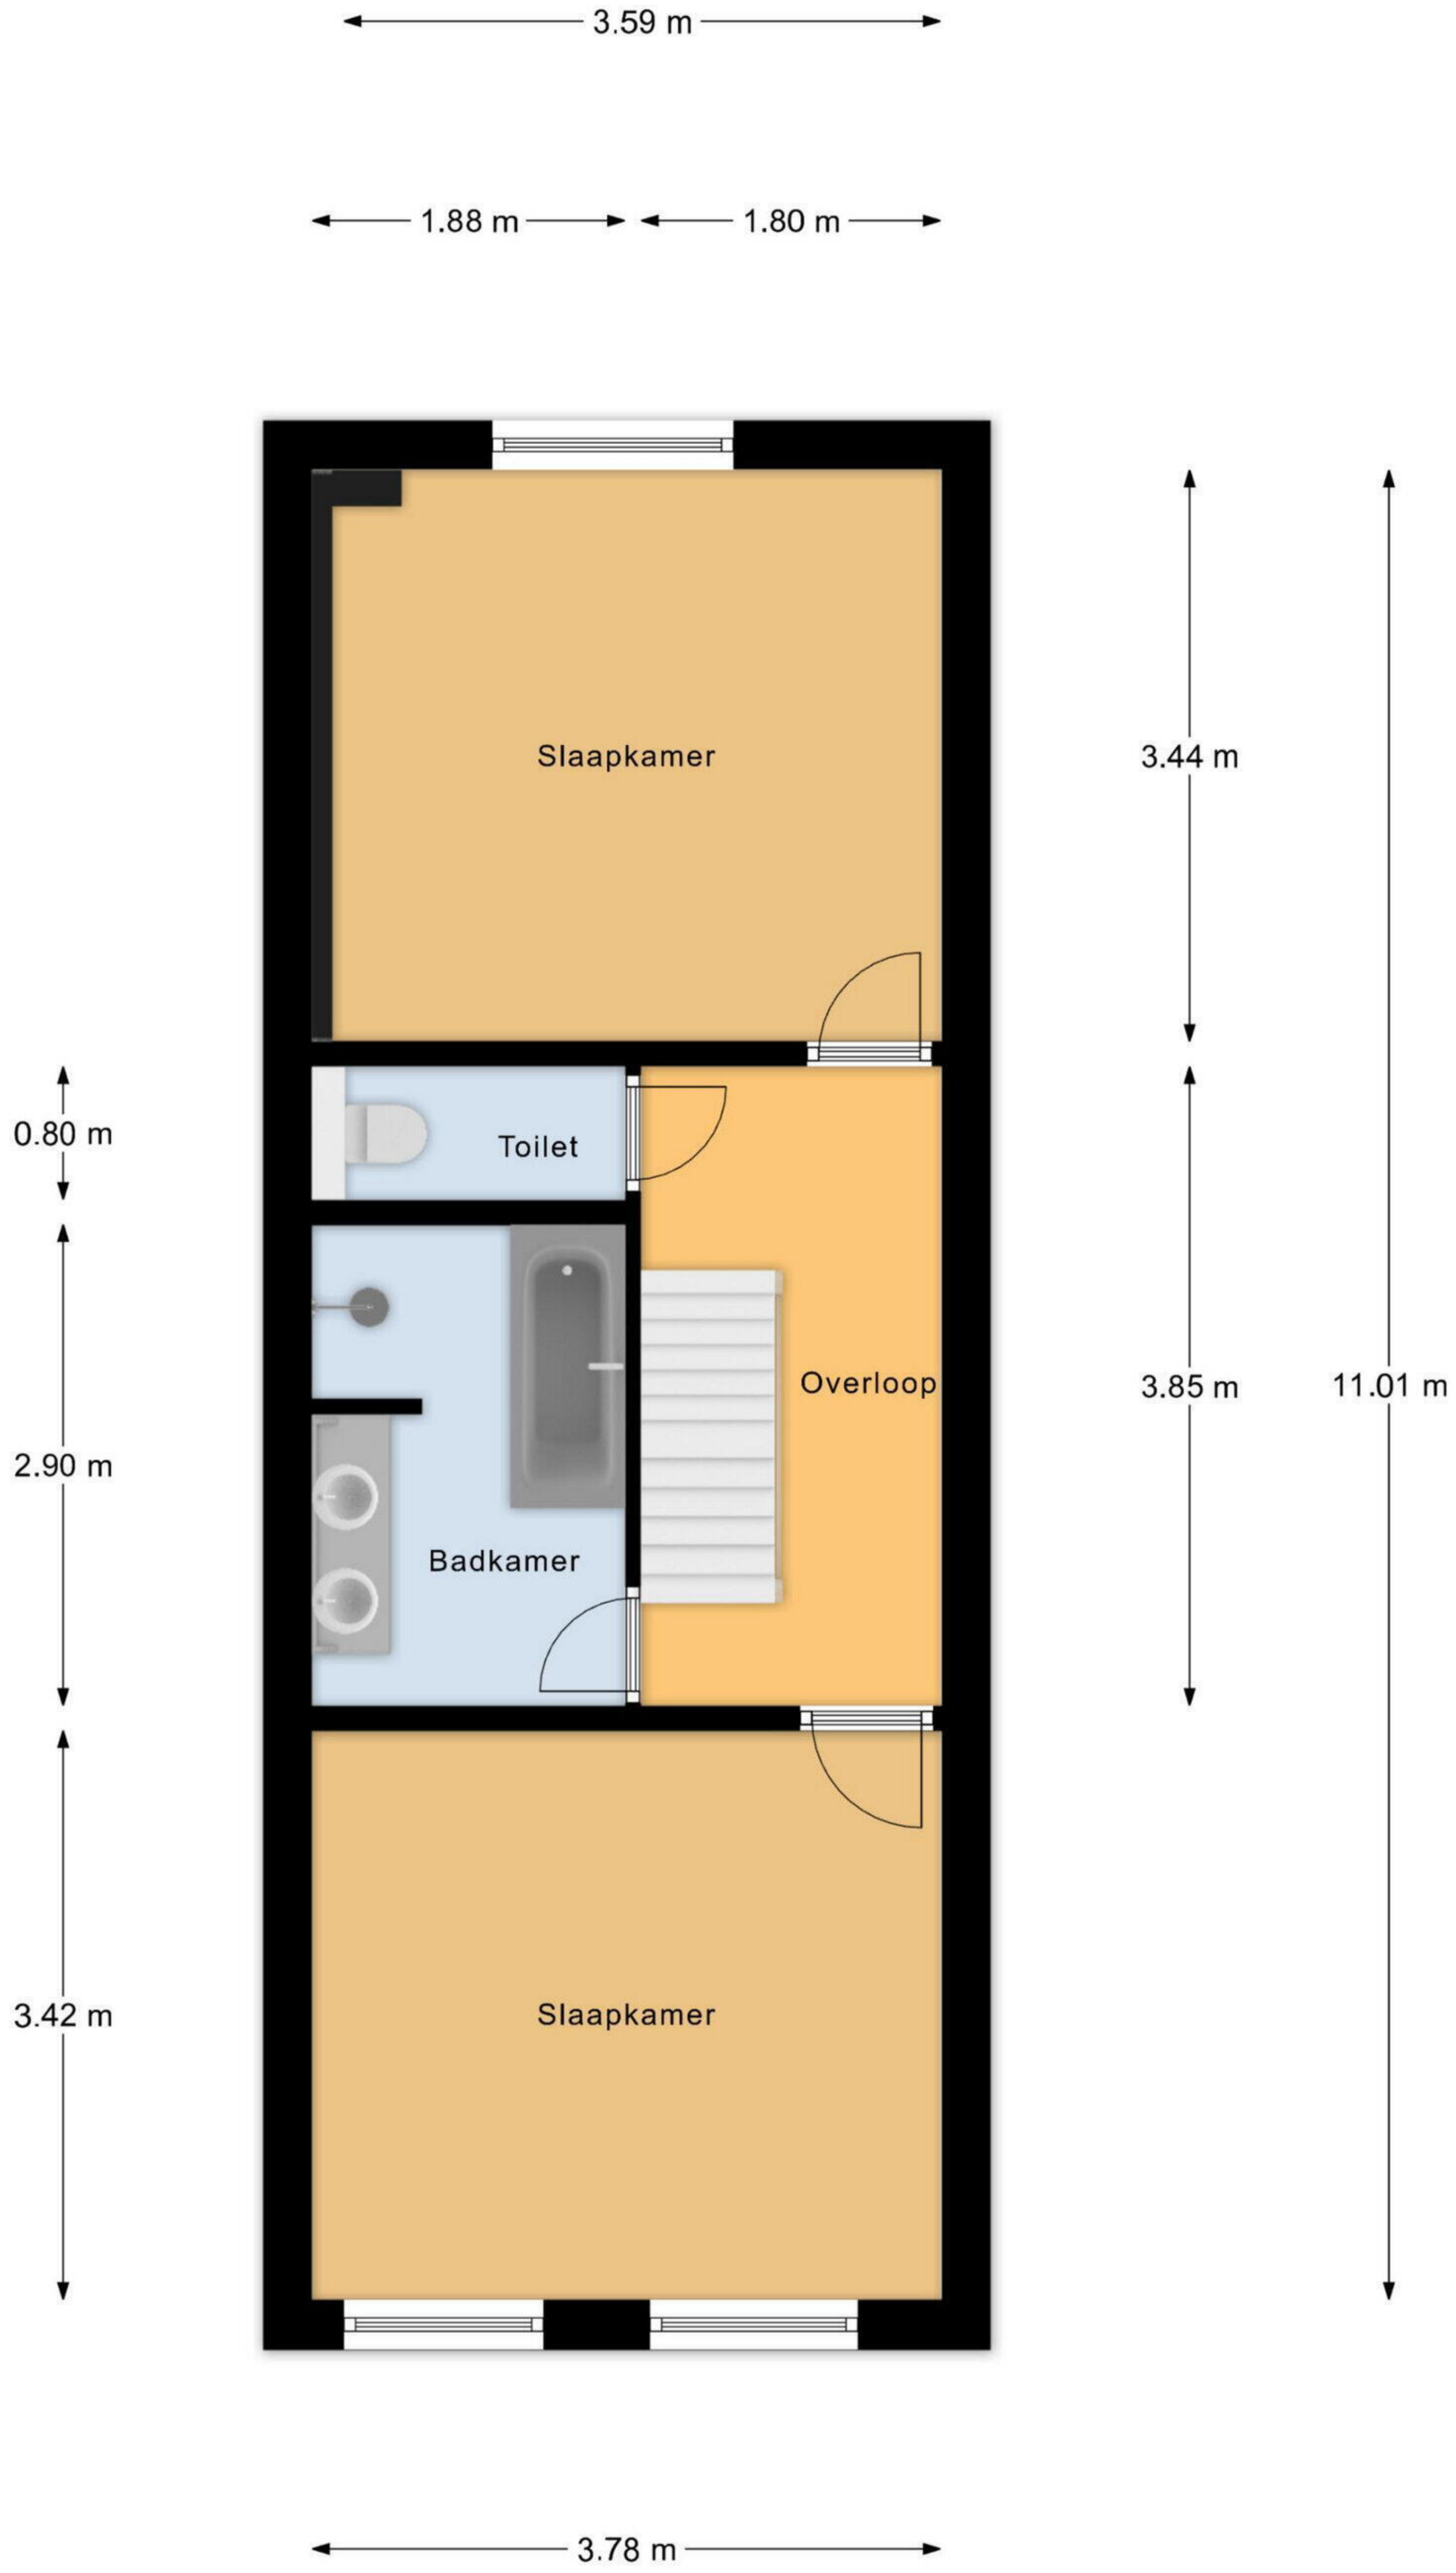 3.59 m
1.88 m
1.80 m
Slaapkamer
3.44 m
0.80 m
Toilet
Overloop
3.85 m
11.01 m
2.90 m
Badkamer
Slaapkamer
3.42 m
3.78 m